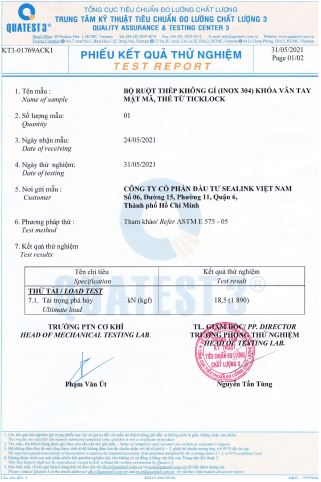 TỔNG CỤC TIÊU CHUẨN ĐO LƯỜNG CHẤT LƯỢNG
TRUNG TÂM KỸ THUẬT TIÊU CHUẨN ĐO LƯỜNG CHẤT LƯỢNG 3
QUALITY ASSURANCE & TESTING CENTER 3
QUATEST3®
KT3-01769ACK1
PHIẾU KẾT QUẢ THỬ NGHIỆM
TEST REPORT
31/05/2021
Page 01/02
1. Tên mẫu :
Name of sample
BỘ RUỘT THÉP KHÔNG GỈ (INOX 304) KHÓA VÂN TAY
MẬT MÃ, THẺ TỪ TICKLOCK
2. Số lượng mẫu:
Quantity
01
3. Ngày nhận mẫu:
Date of receiving
24/05/2021
4. Ngày thử nghiệm:
Date of testing
31/05/2021
5. Nơi gửi mẫu :
Customer
CÔNG TY CỔ PHẦN ĐẦU TƯ SEALINK VIỆT NAM
Số 06, Đường 15, Phường 11, Quận 6,
Thành phố Hồ Chí Minh
6. Phương pháp thử :
Test method
Tham khảo/ Refer ASTM E 575 - 05
7. Kết quả thử nghiệm
Test results
Tên chỉ tiêu
Specification
Kết quả thử nghiệm
Test result
THỬ TẢI / LOAD TEST
7.1. Tải trọng phá hủy
Ultimate load
kN (kgf)
18,5 (1 890)
TRƯỞNG PTN CƠ KHÍ
HEAD OF MECHANICAL TESTING LAB.
TL. GIÁM ĐỐC/ PP. DIRECTOR
TRƯỞNG PHÒNG THỬ NGHIỆM
HEAD OF TESTING LAB.
KỸ THUẬT
TIÊU CHUẨN ĐO LƯỜNG
CHẤT LƯỢNG 3
Phạm Văn Út
Nguyễn Tấn Tùng